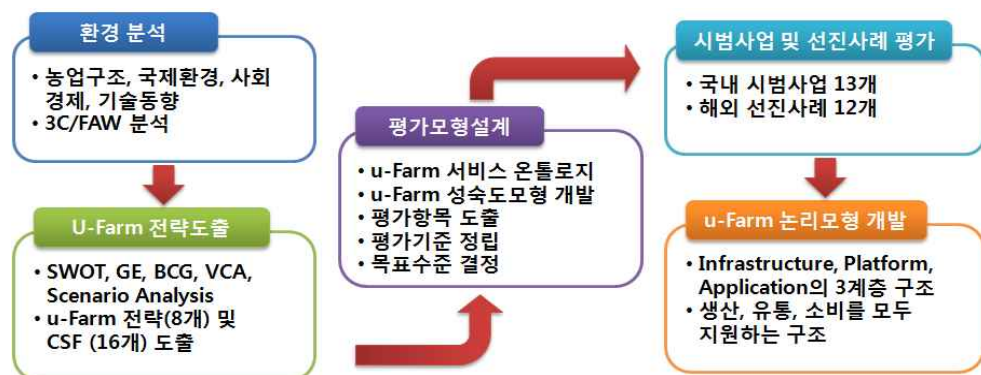 환경 분석
• 농업구조, 국제환경, 사회
경제, 기술동향
• 3C/FAW 분석
U-Farm 전략도출
• SWOT, GE, BCG, VCA,
Scenario Analysis
• u-Farm 전략(8개) 및
CSF (16개) 도출
평가모형설계
• u-Farm 서비스 온톨로지
• u-Farm 성숙도모형 개발
• 평가항목 도출
• 평가기준 정립
• 목표수준 결정
시범사업 및 선진사례 평가
• 국내 시범사업 13개
• 해외 선진사례 12개
u-Farm 논리모형 개발
• Infrastructure, Platform,
Application의 3계층 구조
• 생산, 유통, 소비를 모두
지원하는 구조